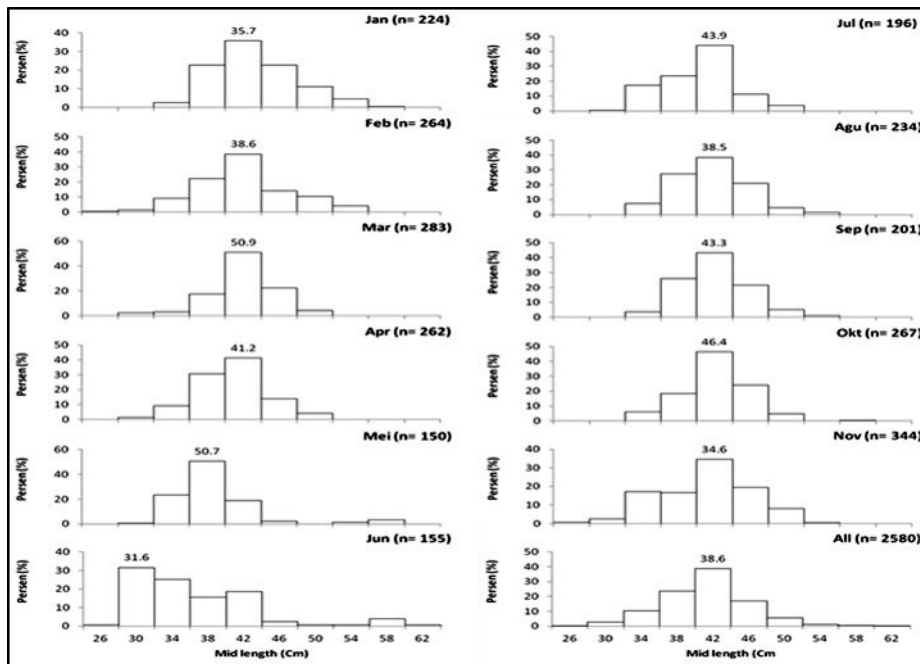 Jan (n= 224)
35.7
Persen(%)
40
30
20
10
0
Feb (n= 264)
38.6
Persen(%)
50
40
30
20
10
0
Mar (n= 283)
50.9
Persen(%)
60
40
20
0
Apr (n= 262)
41.2
Persen(%)
50
40
30
20
10
0
Mei (n= 150)
50.7
Persen(%)
60
40
20
0
Jun (n= 155)
31.6
Persen(%)
40
30
20
10
0
26 30 34 38 42 46 50 54 58 62
Mid length (Cm)
Jul (n= 196)
43.9
Persen(%)
50
40
30
20
10
0
Agu (n= 234)
38.5
Persen(%)
50
40
30
20
10
0
Sep (n= 201)
43.3
Persen(%)
50
40
30
20
10
0
Okt (n= 267)
46.4
Persen(%)
50
40
30
20
10
0
Nov (n= 344)
34.6
Persen(%)
40
30
20
10
0
All (n= 2580)
38.6
Persen(%)
50
40
30
20
10
0
26 30 34 38 42 46 50 54 58 62
Mid length (Cm)